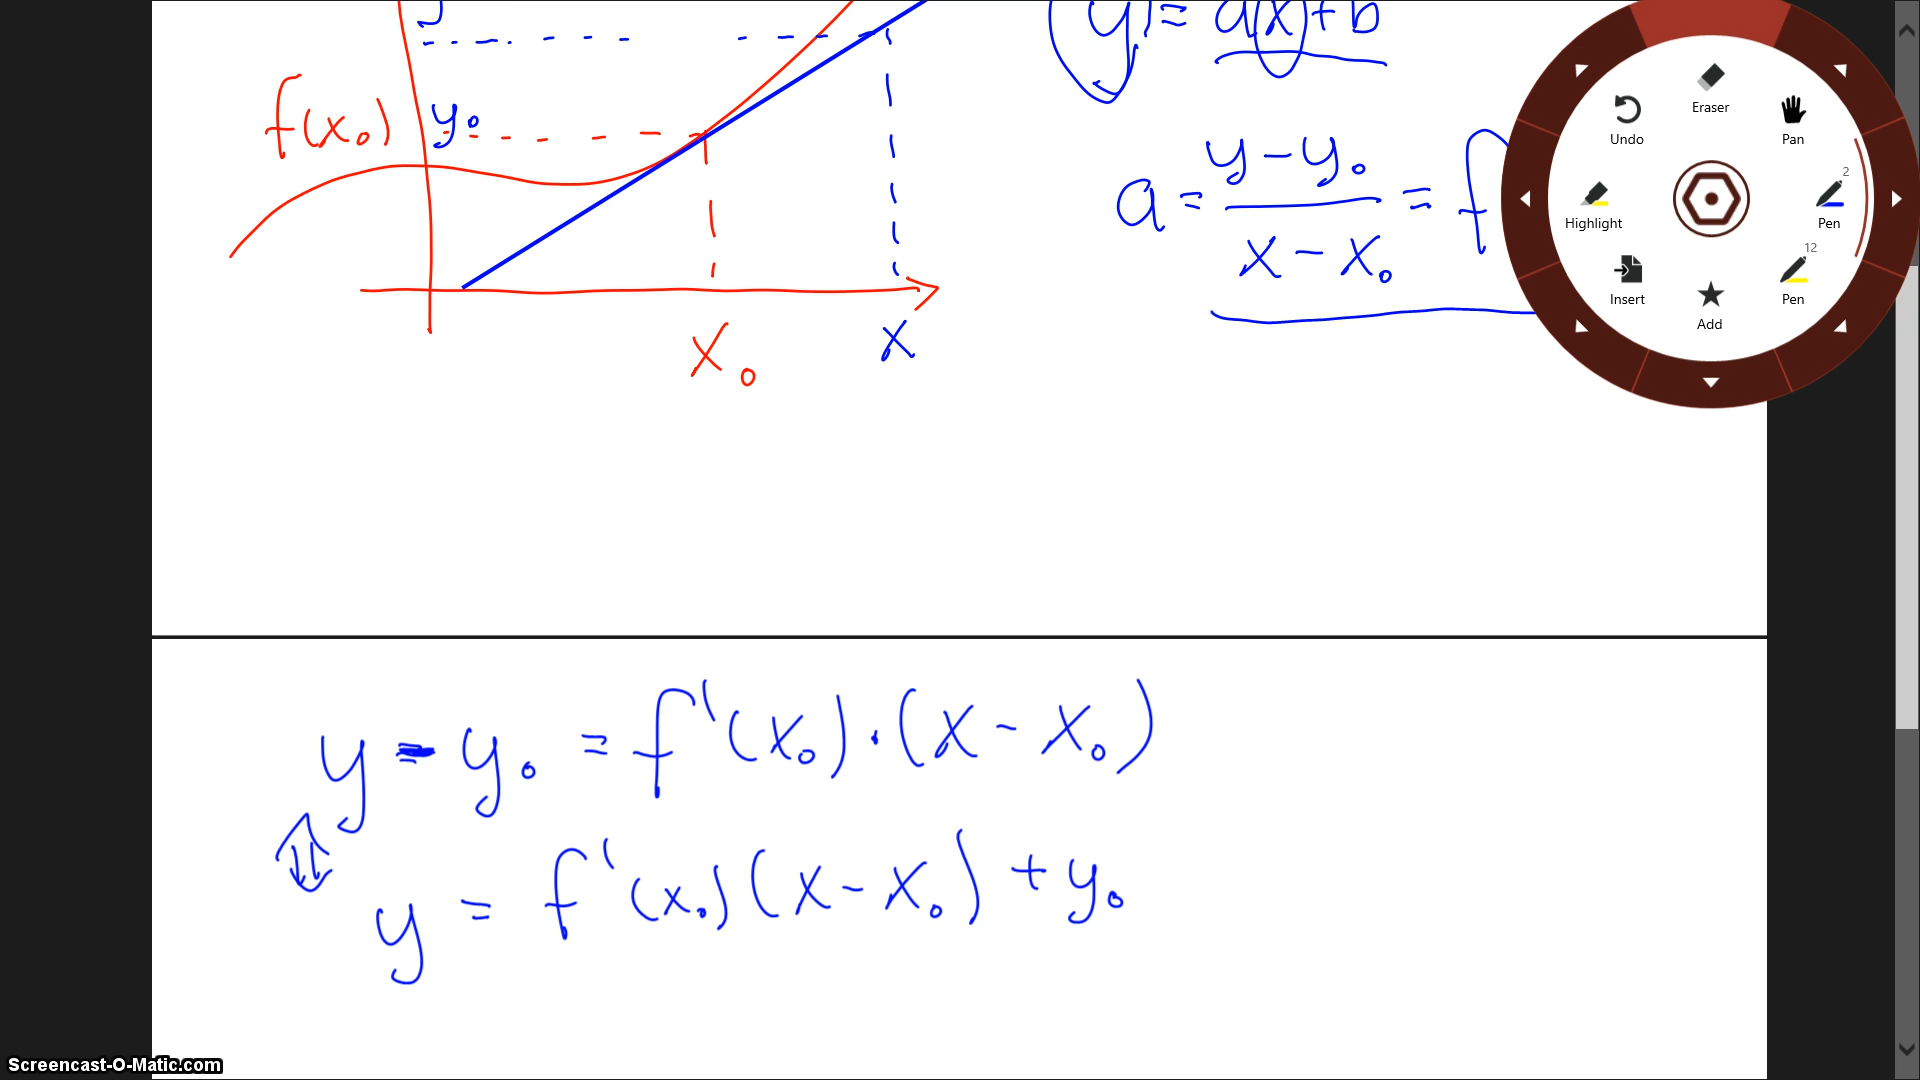 y
y = ax + b
f(x₀) y₀
a = y - y₀ / x - x₀ = f
x₀ x
y - y₀ = f'(x₀) · (x - x₀)
⇕ y = f'(x₀)(x - x₀) + y₀
Eraser
Undo
Pan
2
Highlight
Pen
12
Insert
Pen
Add
Screencast-O-Matic.com